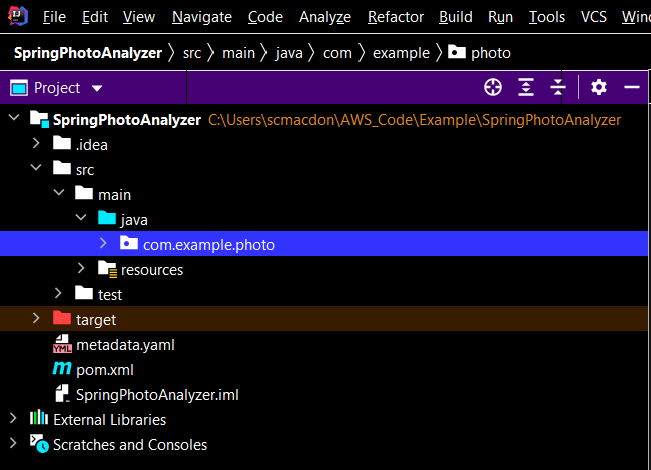 File Edit View Navigate Code Analyze Refactor Build Run Tools VCS
SpringPhotoAnalyzer src main java com example photo
Project
SpringPhotoAnalyzer C:\Users\scmacdon\AWS_Code\Example\SpringPhotoAnalyzer
.idea
src
main
java
com.example.photo
resources
test
target
YML metadata.yaml
m pom.xml
SpringPhotoAnalyzer.iml
External Libraries
Scratches and Consoles